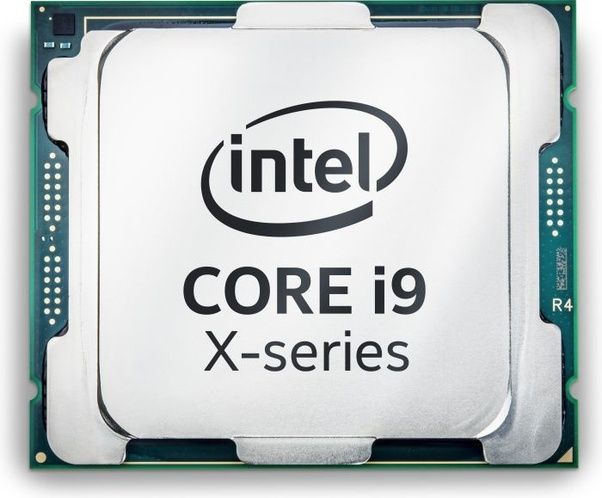 intel
CORE i9
X-series
R4